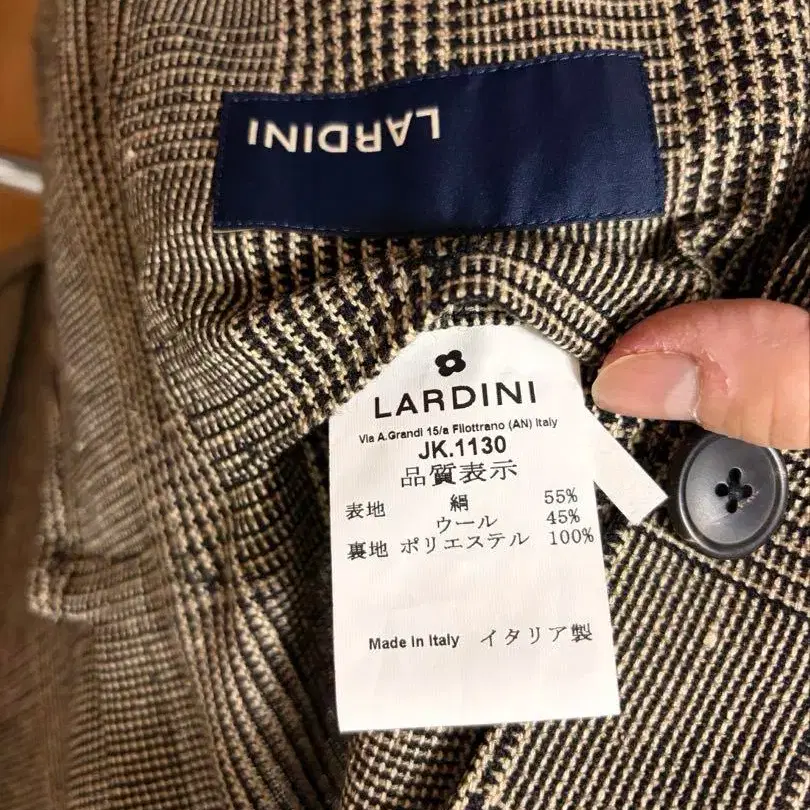 LARDINI
LARDINI
Via A.Grandi 15/a Filottrano (AN) Italy
JK.1130
品質表示
表地 絹 55%
ウール 45%
裏地 ポリエステル 100%
Made in Italy イタリア製